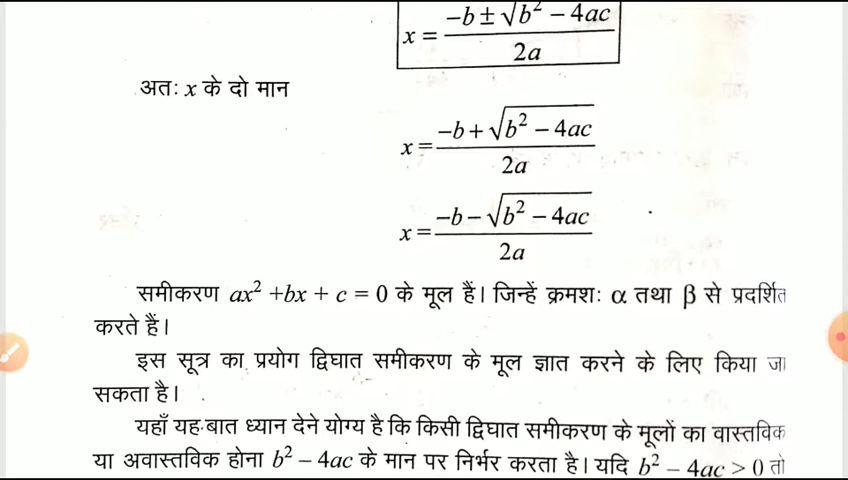 x = (-b ± √(b² – 4ac)) / 2a
अतः x के दो मान
x = (-b + √(b² – 4ac)) / 2a
x = (-b – √(b² – 4ac)) / 2a
समीकरण ax² +bx + c = 0 के मूल हैं। जिन्हें क्रमशः α तथा β से प्रदर्शित
करते हैं।
इस सूत्र का प्रयोग द्विघात समीकरण के मूल ज्ञात करने के लिए किया जा
सकता है।
यहाँ यह बात ध्यान देने योग्य है कि किसी द्विघात समीकरण के मूलों का वास्तविक
या अवास्तविक होना b² – 4ac के मान पर निर्भर करता है। यदि b² – 4ac > 0 तो